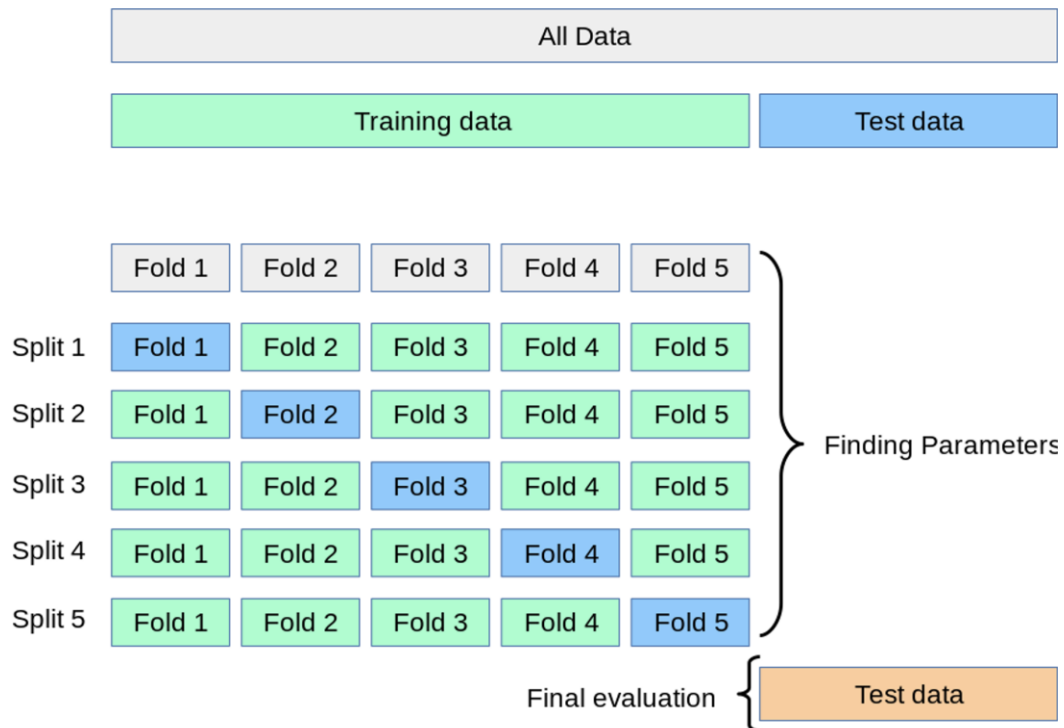 All Data
Training data Test data
Fold 1 Fold 2 Fold 3 Fold 4 Fold 5
Split 1 Fold 1 Fold 2 Fold 3 Fold 4 Fold 5
Split 2 Fold 1 Fold 2 Fold 3 Fold 4 Fold 5
Finding Parameters
Split 3 Fold 1 Fold 2 Fold 3 Fold 4 Fold 5
Split 4 Fold 1 Fold 2 Fold 3 Fold 4 Fold 5
Split 5 Fold 1 Fold 2 Fold 3 Fold 4 Fold 5
Final evaluation Test data